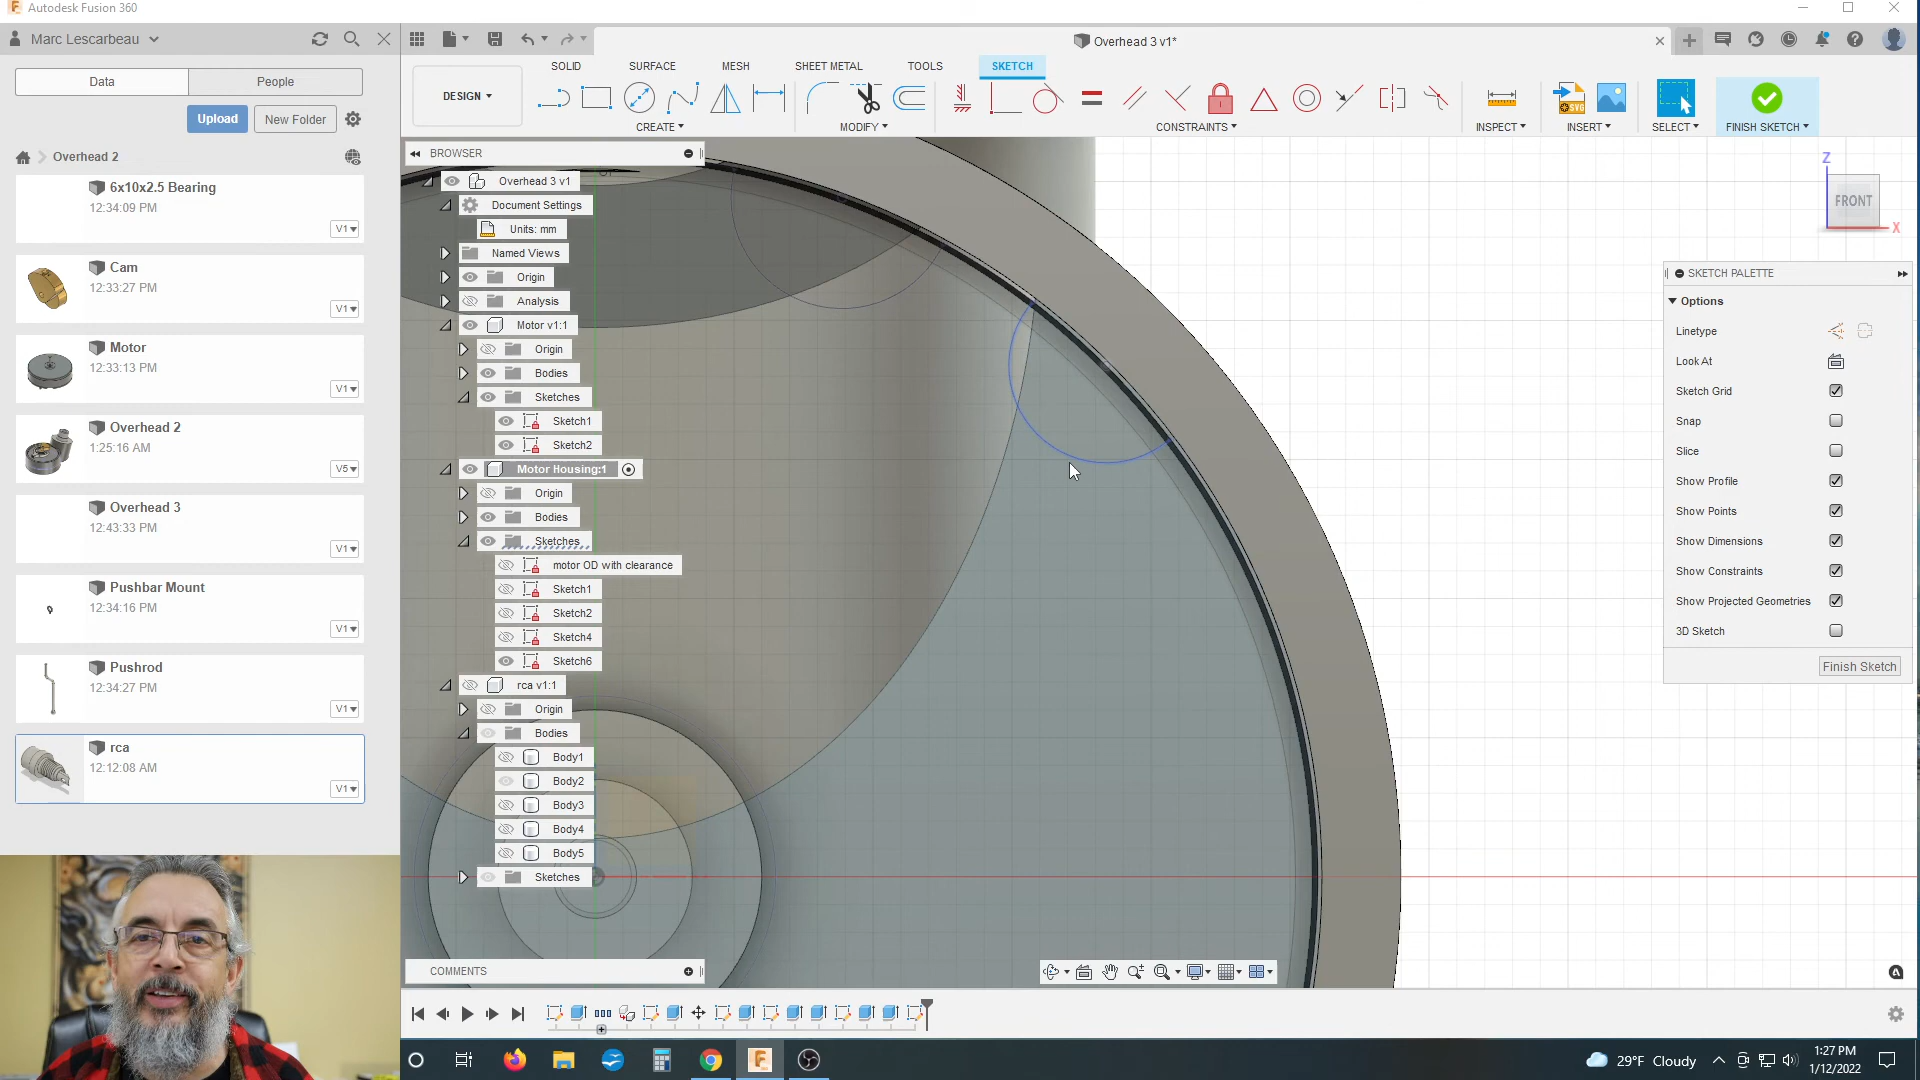 Autodesk Fusion 360
Marc Lescarbeau
Overhead 3 v1*
Data
People
Upload
New Folder
Overhead 2
6x10x2.5 Bearing
12:34:09 PM
V1
Cam
12:33:27 PM
V1
Motor
12:33:13 PM
V1
Overhead 2
1:25:16 AM
V5
Overhead 3
12:43:33 PM
V1
Pushbar Mount
12:34:16 PM
V1
Pushrod
12:34:27 PM
V1
rca
12:12:08 AM
V1
DESIGN
SOLID
SURFACE
MESH
SHEET METAL
TOOLS
SKETCH
CREATE
MODIFY
CONSTRAINTS
INSPECT
INSERT
SELECT
FINISH SKETCH
BROWSER
Overhead 3 v1
Document Settings
Units: mm
Named Views
Origin
Analysis
Motor v1:1
Origin
Bodies
Sketches
Sketch1
Sketch2
Motor Housing:1
Origin
Bodies
Sketches
motor OD with clearance
Sketch1
Sketch2
Sketch4
Sketch6
rca v1:1
Origin
Bodies
Body1
Body2
Body3
Body4
Body5
Sketches
COMMENTS
Z
FRONT
X
SKETCH PALETTE
Options
Linetype
Look At
Sketch Grid
Snap
Slice
Show Profile
Show Points
Show Dimensions
Show Constraints
Show Projected Geometries
3D Sketch
Finish Sketch
29°F Cloudy
1:27 PM
1/12/2022